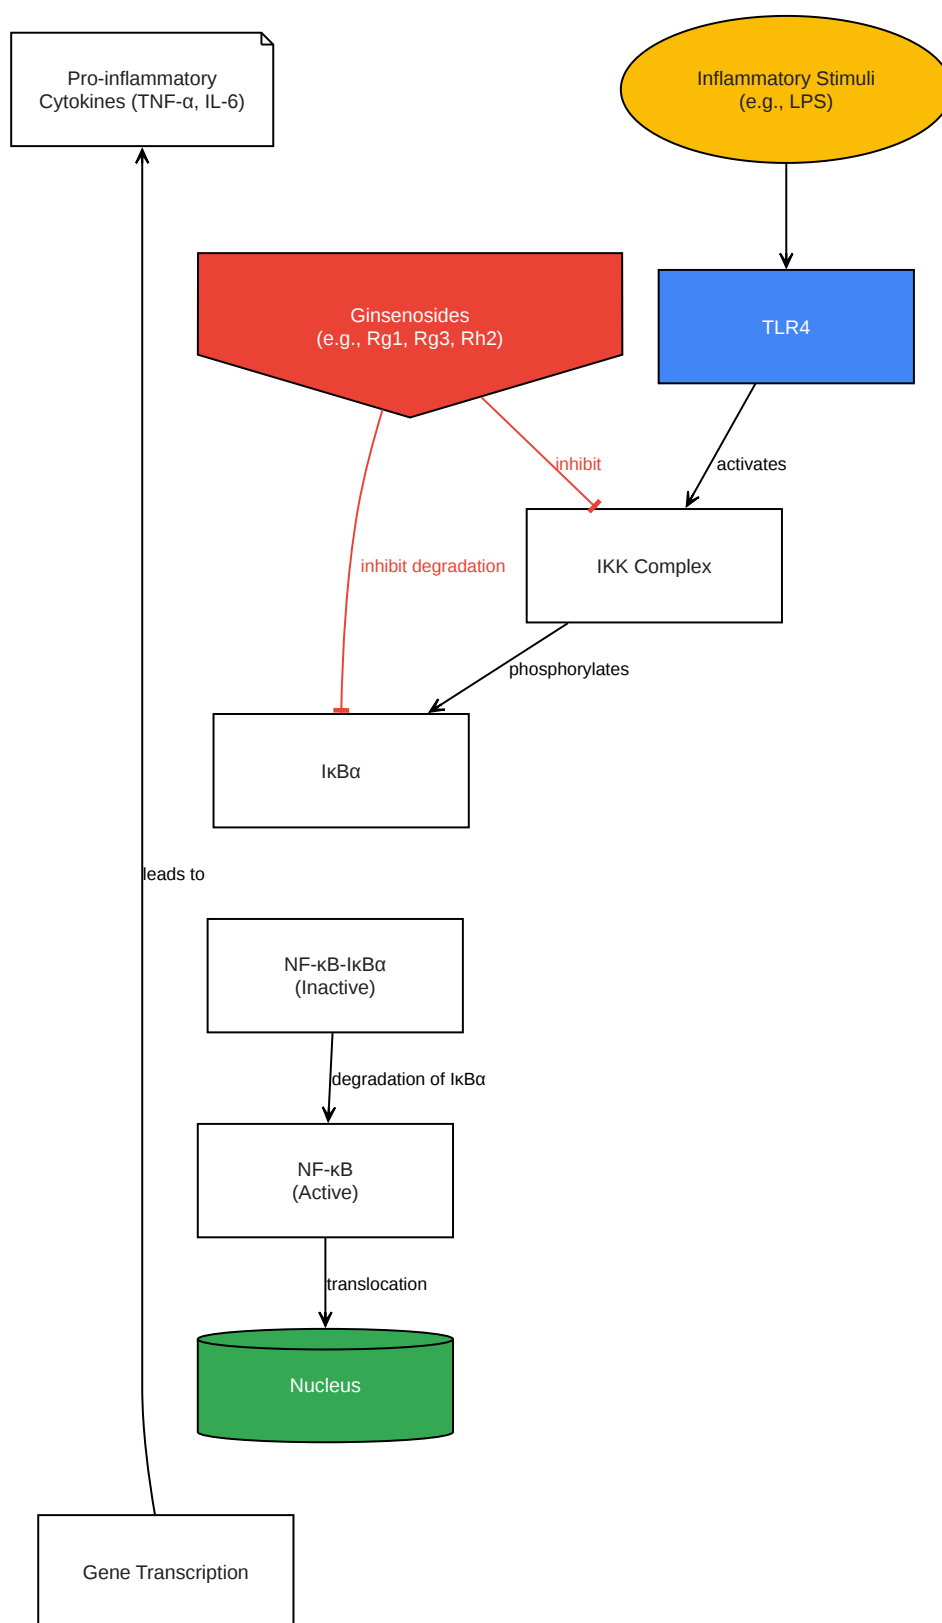 Pro-inflammatory
Cytokines (TNF-α, IL-6)
Inflammatory Stimuli
(e.g., LPS)
Ginsenosides
(e.g., Rg1, Rg3, Rh2)
TLR4
inhibit
activates
IKK Complex
inhibit degradation
phosphorylates
IκBα
leads to
NF-κB-IκBα
(Inactive)
degradation of IκBα
NF-κB
(Active)
translocation
Nucleus
Gene Transcription